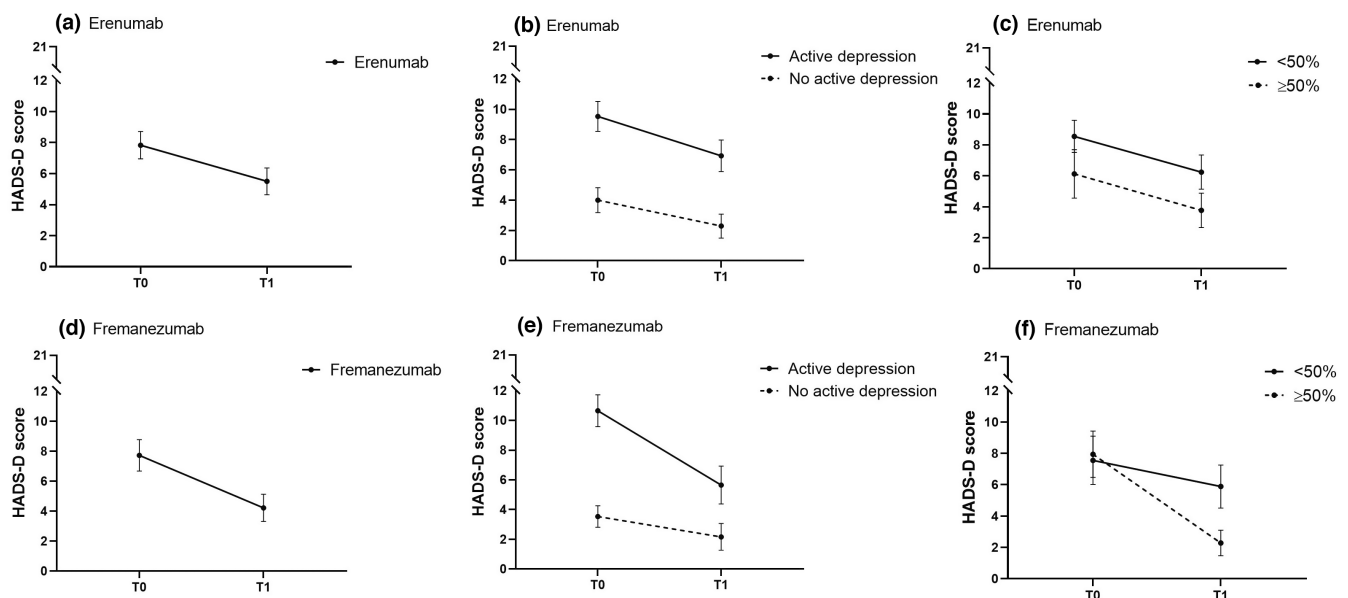 (a) Erenumab
21
12
10
8
6
4
2
0
HADS-D score
T0 T1
Erenumab
(b) Erenumab
21
12
10
8
6
4
2
0
HADS-D score
T0 T1
Active depression
No active depression
(c) Erenumab
21
12
10
8
6
4
2
0
HADS-D score
T0 T1
<50%
≥50%
(d) Fremanezumab
21
12
10
8
6
4
2
0
HADS-D score
T0 T1
Fremanezumab
(e) Fremanezumab
21
12
10
8
6
4
2
0
HADS-D score
T0 T1
Active depression
No active depression
(f) Fremanezumab
21
12
10
8
6
4
2
0
HADS-D score
T0 T1
<50%
≥50%